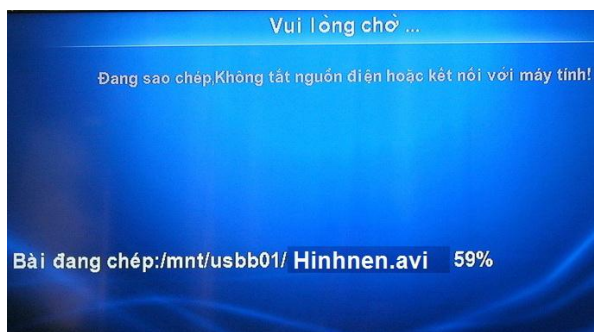 Vui lòng chờ ...
Đang sao chép,Không tắt nguồn điện hoặc kết nối với máy tính!
Bài đang chép:/mnt/usbb01/ Hinhnen.avi 59%